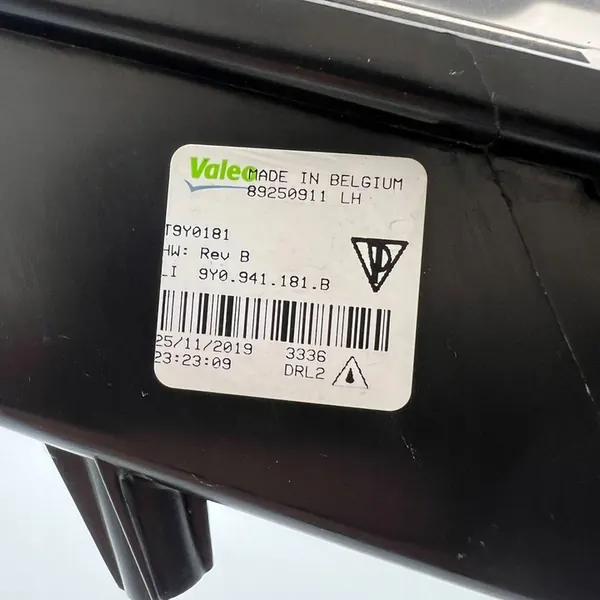 Valeo MADE IN BELGIUM
89250911 LH
T9Y0181
HW: Rev B
LI 9Y0.941.181.B
25/11/2019 3336
23:23:09 DRL2